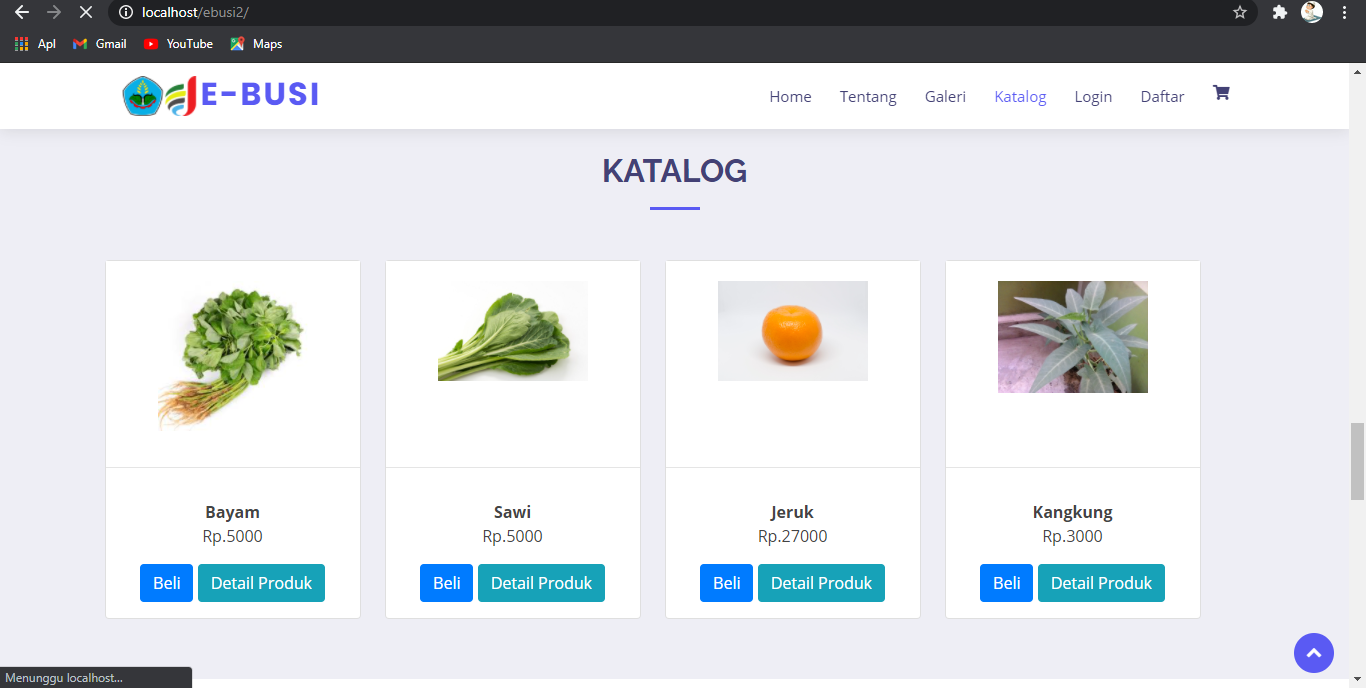 localhost/ebusi2/
Apl Gmail YouTube Maps
E-BUSI
Home Tentang Galeri Katalog Login Daftar
KATALOG
Bayam
Rp.5000
Beli Detail Produk
Sawi
Rp.5000
Beli Detail Produk
Jeruk
Rp.27000
Beli Detail Produk
Kangkung
Rp.3000
Beli Detail Produk
Menunggu localhost...